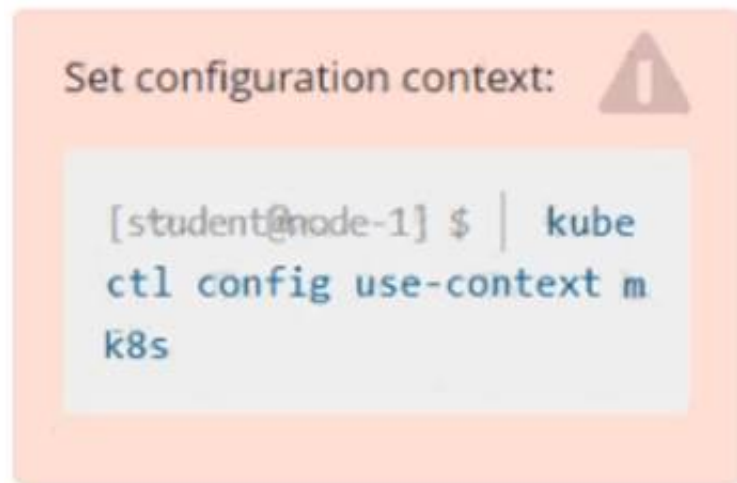 Set configuration context:
[student@node-1] $ | kube
ctl config use-context m
k8s